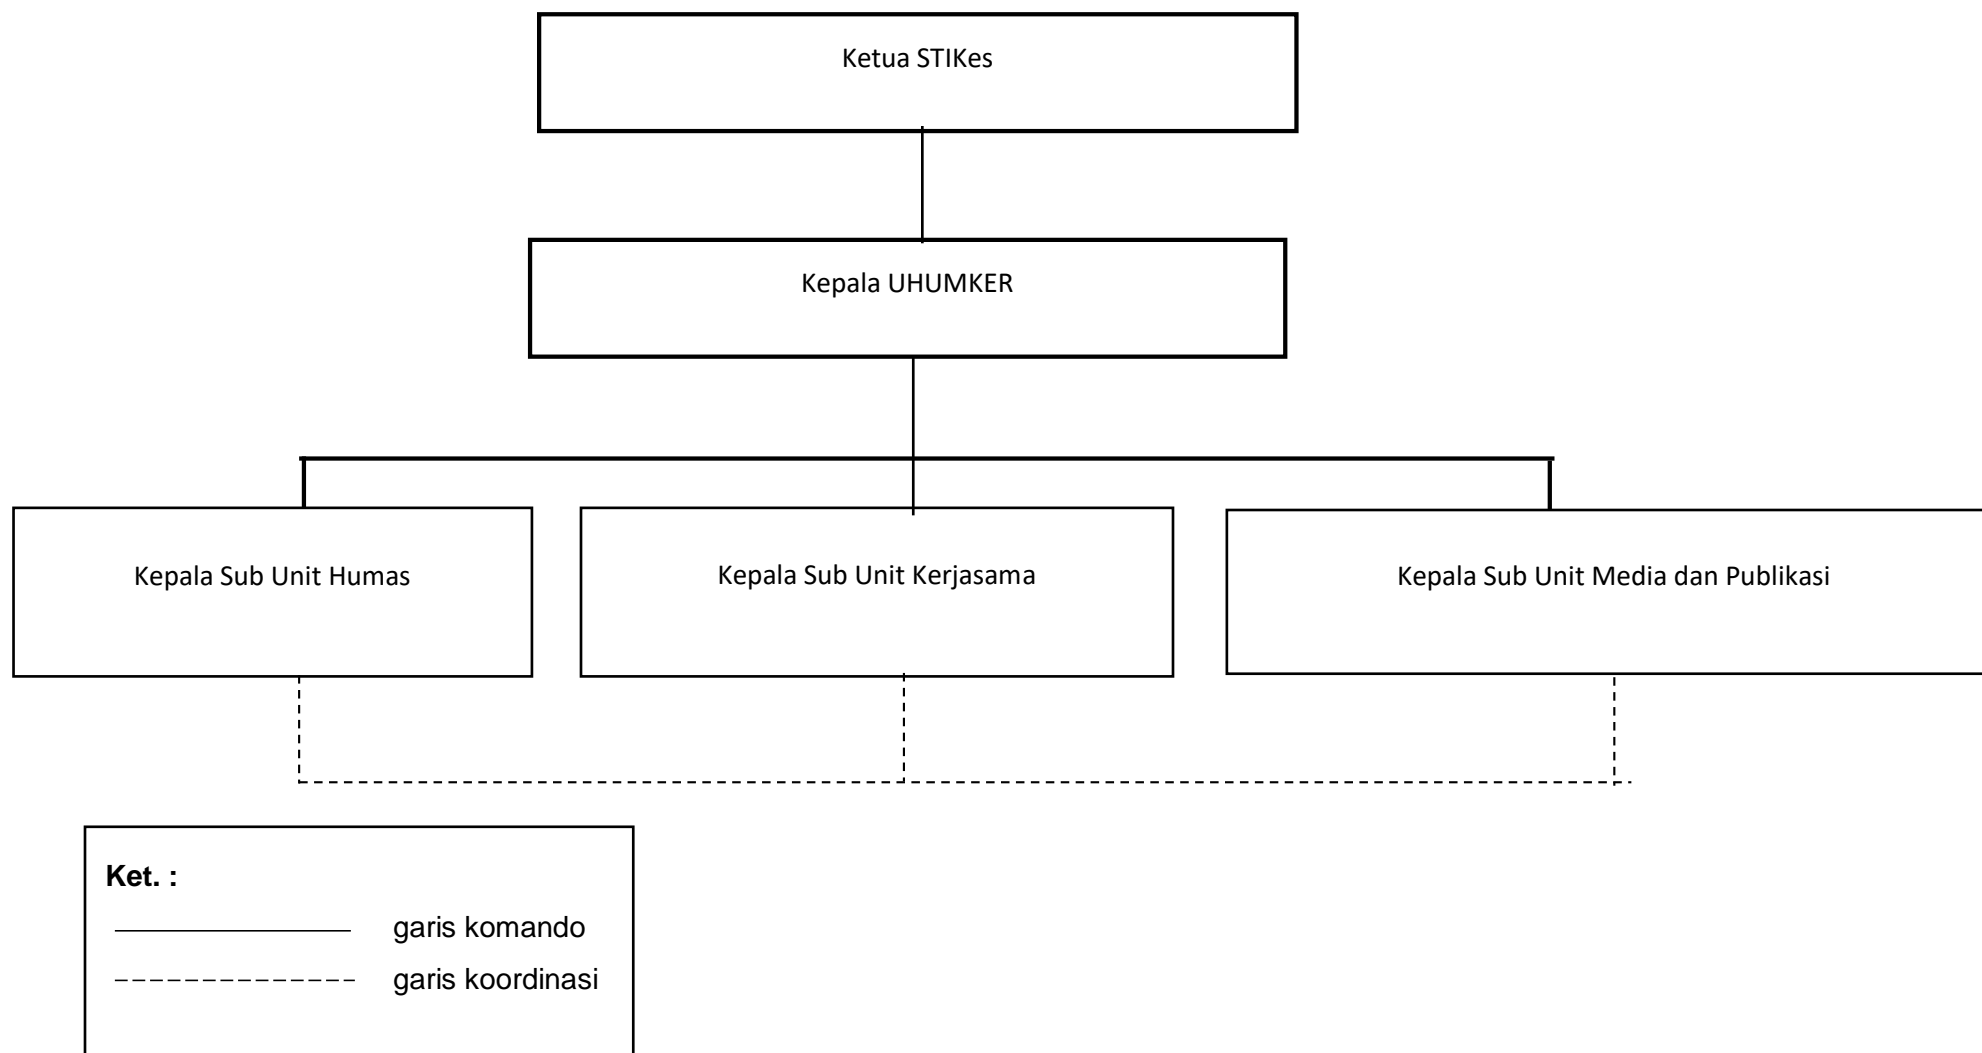 Ketua STIKes
Kepala UHUMKER
Kepala Sub Unit Humas
Kepala Sub Unit Kerjasama
Kepala Sub Unit Media dan Publikasi
Ket. :
garis komando
garis koordinasi